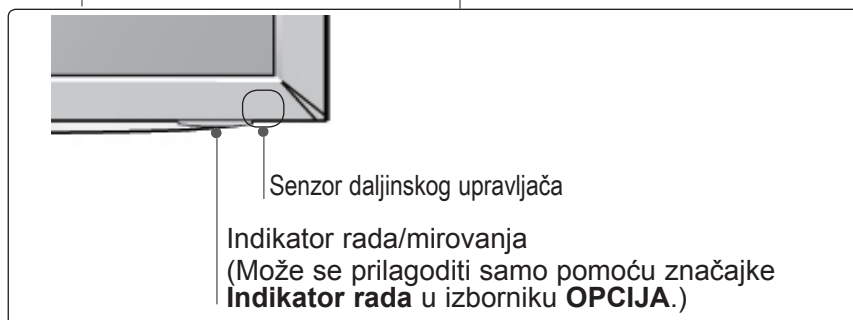 Senzor daljinskog upravljača
Indikator rada/mirovanja
(Može se prilagoditi samo pomoću značajke
Indikator rada u izborniku OPCIJA.)